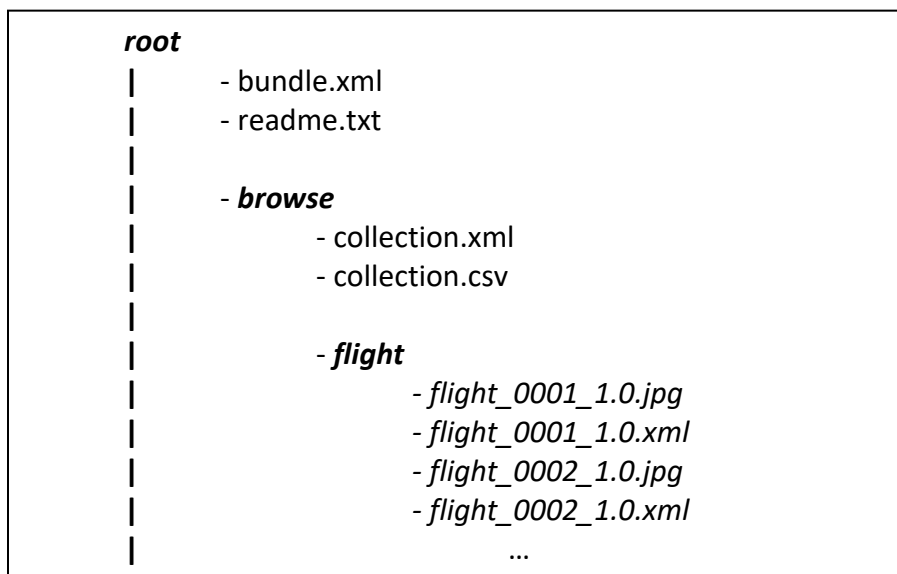 root
| - bundle.xml
| - readme.txt
|
| - browse
| - collection.xml
| - collection.csv
|
| - flight
| - flight_0001_1.0.jpg
| - flight_0001_1.0.xml
| - flight_0002_1.0.jpg
| - flight_0002_1.0.xml
| ...